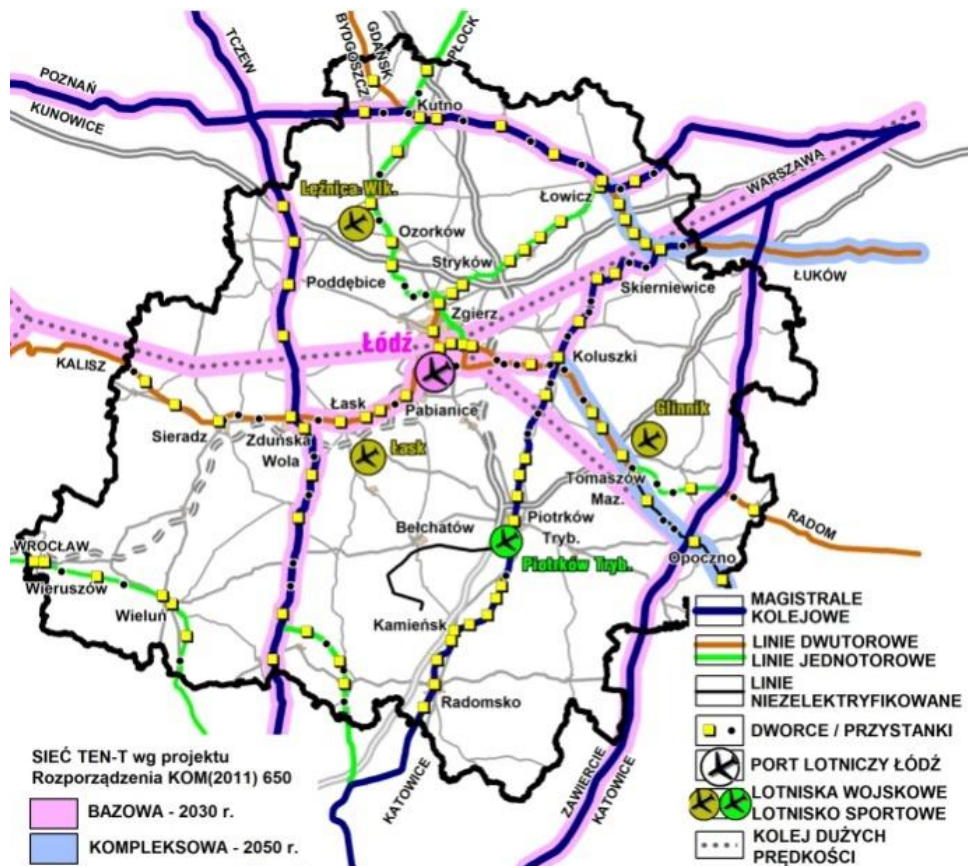 TCZEW
BYDGOSZCZ
GDAŃSK
PŁOCK
POZNAŃ
KUNOWICE
Kutno
WARSZAWA
Łęźnica Wlk.
Łowicz
Ozorków
Stryków
ŁUKÓW
Poddębice
Skierniewice
Zgierz
Łódź
KALISZ
Koluszki
Łask
Pabianice
Glinnik
Sieradz
Zduńska
Wola
Łask
Tomaszów
Maz.
Bełchatów
Piotrków
Tryb.
RADOM
WROCŁAW
Opoczno
Piotrków Tryb.
Wieruszów
Wieluń
Kamieńsk
Radomsko
KATOWICE
ZAWIERCIE
KATOWICE
MAGISTRALE
KOLEJOWE
LINIE DWUTOROWE
LINIE JEDNOTOROWE
LINIE
NIEZELEKTRYFIKOWANE
DWORCE / PRZYSTANKI
PORT LOTNICZY ŁÓDŹ
LOTNISKA WOJSKOWE
LOTNISKO SPORTOWE
KOLEJ DUŻYCH
PRĘDKOŚCI
SIEĆ TEN-T wg projektu
Rozporządzenia KOM(2011) 650
BAZOWA - 2030 r.
KOMPLEKSOWA - 2050 r.